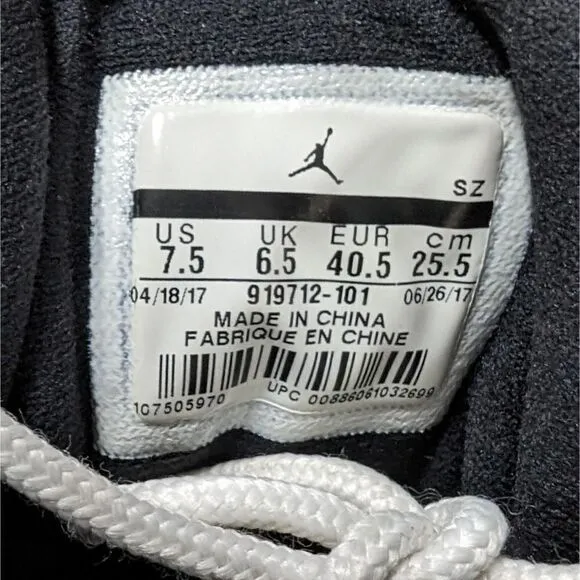 SZ
US UK EUR cm
7.5 6.5 40.5 25.5
04/18/17 919712-101 06/26/17
MADE IN CHINA
FABRIQUE EN CHINE
107505970 UPC 00886061032699